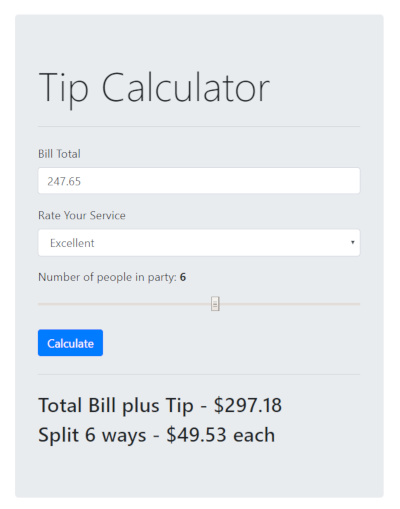 Tip Calculator
Bill Total
247.65
Rate Your Service
Excellent
Number of people in party: 6
Calculate
Total Bill plus Tip - $297.18
Split 6 ways - $49.53 each